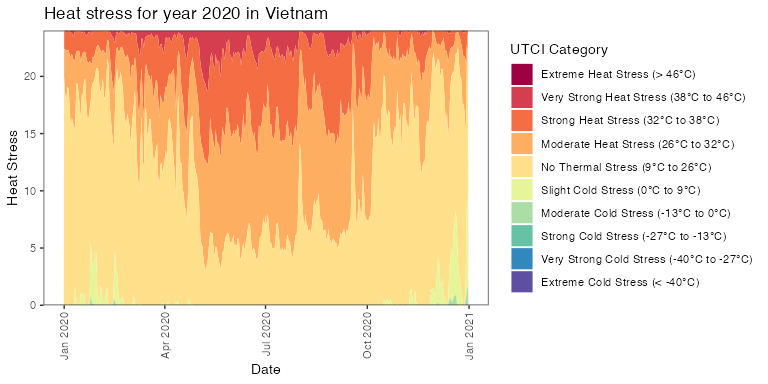 Heat stress for year 2020 in Vietnam
Heat Stress
20
15
10
5
0
Jan 2020
Apr 2020
Jul 2020
Oct 2020
Jan 2021
Date
UTCI Category
Extreme Heat Stress (> 46°C)
Very Strong Heat Stress (38°C to 46°C)
Strong Heat Stress (32°C to 38°C)
Moderate Heat Stress (26°C to 32°C)
No Thermal Stress (9°C to 26°C)
Slight Cold Stress (0°C to 9°C)
Moderate Cold Stress (-13°C to 0°C)
Strong Cold Stress (-27°C to -13°C)
Very Strong Cold Stress (-40°C to -27°C)
Extreme Cold Stress (< -40°C)